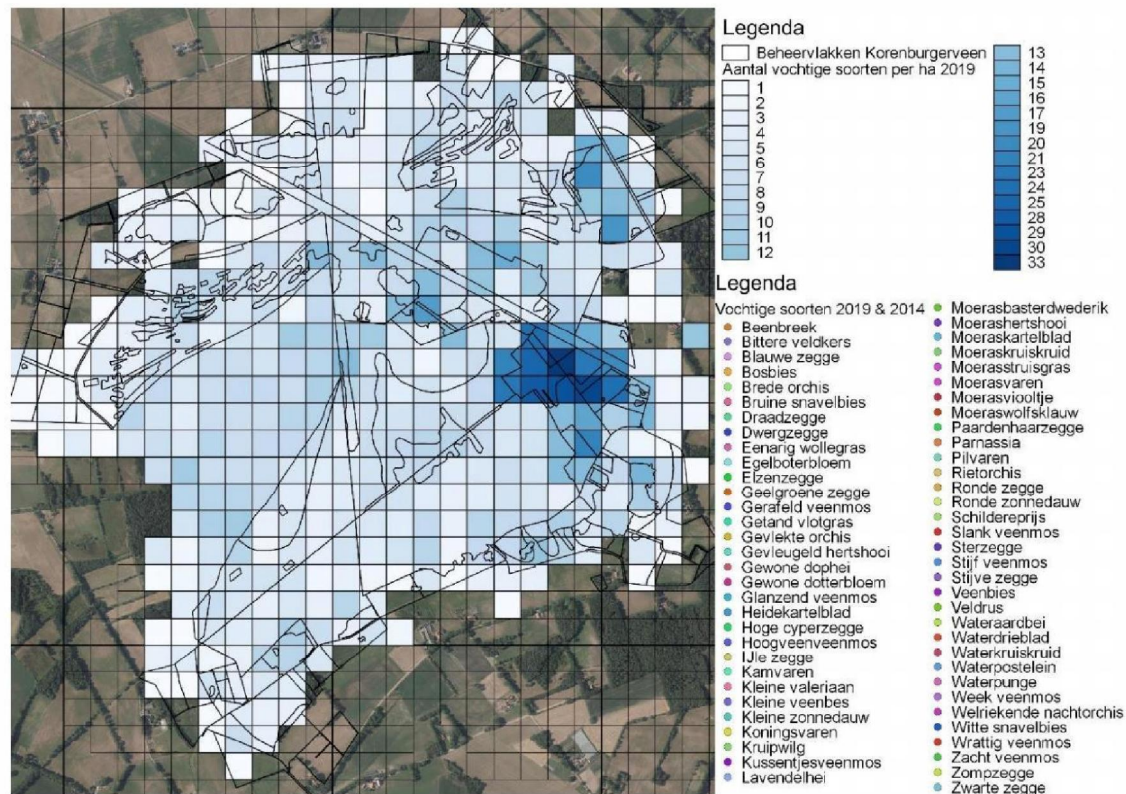 Legenda
Beheervlakken Korenburgerveen
Aantal vochtige soorten per ha 2019
1
2
3
4
5
6
7
8
9
10
11
12
13
14
15
16
17
19
20
21
23
24
25
28
29
30
33
Legenda
Vochtige soorten 2019 & 2014
Beenbreek
Bittere veldkers
Blauwe zegge
Bosbies
Brede orchis
Bruine snavelbies
Draadzegge
Dwergzegge
Eenarig wollegras
Egelboterbloem
Elzenzegge
Geelgroene zegge
Gerafeld veenmos
Getand vlotgras
Gevlekte orchis
Gevleugeld hertshooi
Gewone dophei
Gewone dotterbloem
Glanzend veenmos
Heidekartelblad
Hoge cyperzegge
Hoogveenveenmos
IJle zegge
Kamvaren
Kleine valeriaan
Kleine veenbes
Kleine zonnedauw
Koningsvaren
Kruipwilg
Kussentjesveenmos
Lavendelhei
Moerasbasterdwederik
Moerashertshooi
Moeraskartelblad
Moeraskruiskruid
Moerasstruisgras
Moerasvaren
Moerasviooltje
Moeraswolfsklauw
Paardenhaarzegge
Parnassia
Pilvaren
Rietorchis
Ronde zegge
Ronde zonnedauw
Schildereprijs
Slank veenmos
Sterzegge
Stijf veenmos
Stijve zegge
Veenbies
Veldrus
Wateraardbei
Waterdrieblad
Waterkruiskruid
Waterpostelein
Waterpunge
Week veenmos
Welriekende nachtorchis
Witte snavelbies
Wrattig veenmos
Zacht veenmos
Zompzegge
Zwarte zegge